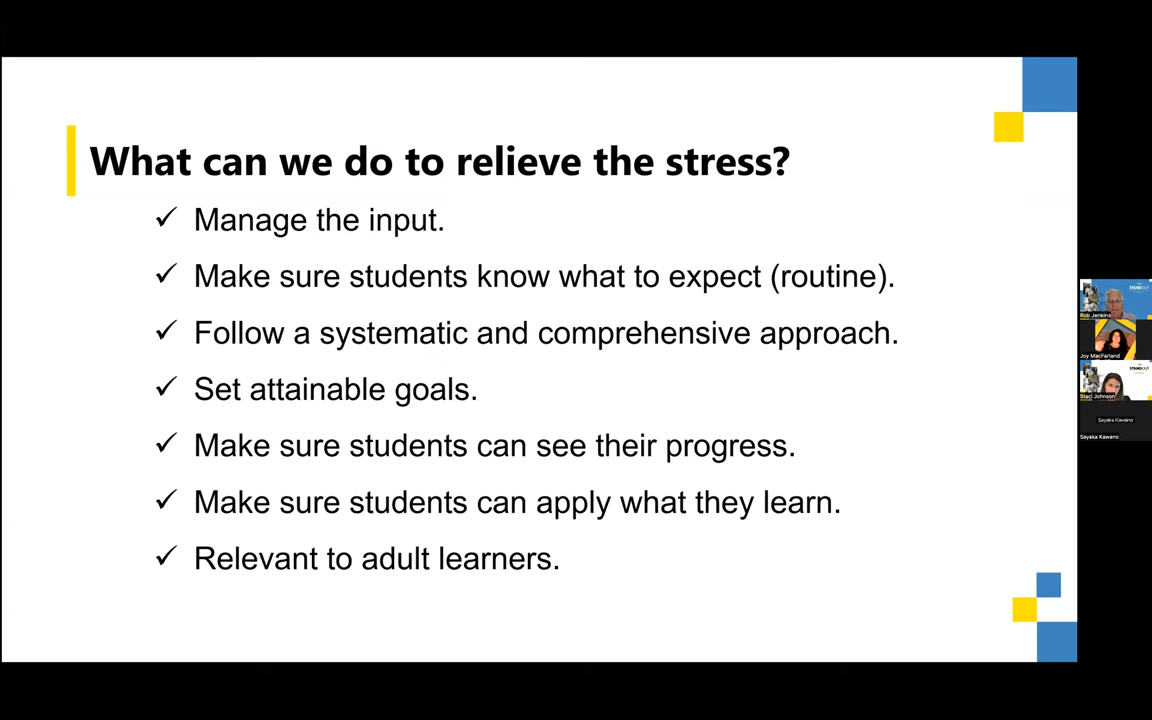 What can we do to relieve the stress?
✓ Manage the input.
✓ Make sure students know what to expect (routine).
✓ Follow a systematic and comprehensive approach.
✓ Set attainable goals.
✓ Make sure students can see their progress.
✓ Make sure students can apply what they learn.
✓ Relevant to adult learners.
STANDOUT
Rob Jenkins
Joy MacFarland
STANDOUT
Staci Johnson
Sayaka Kawano
Sayaka Kawano